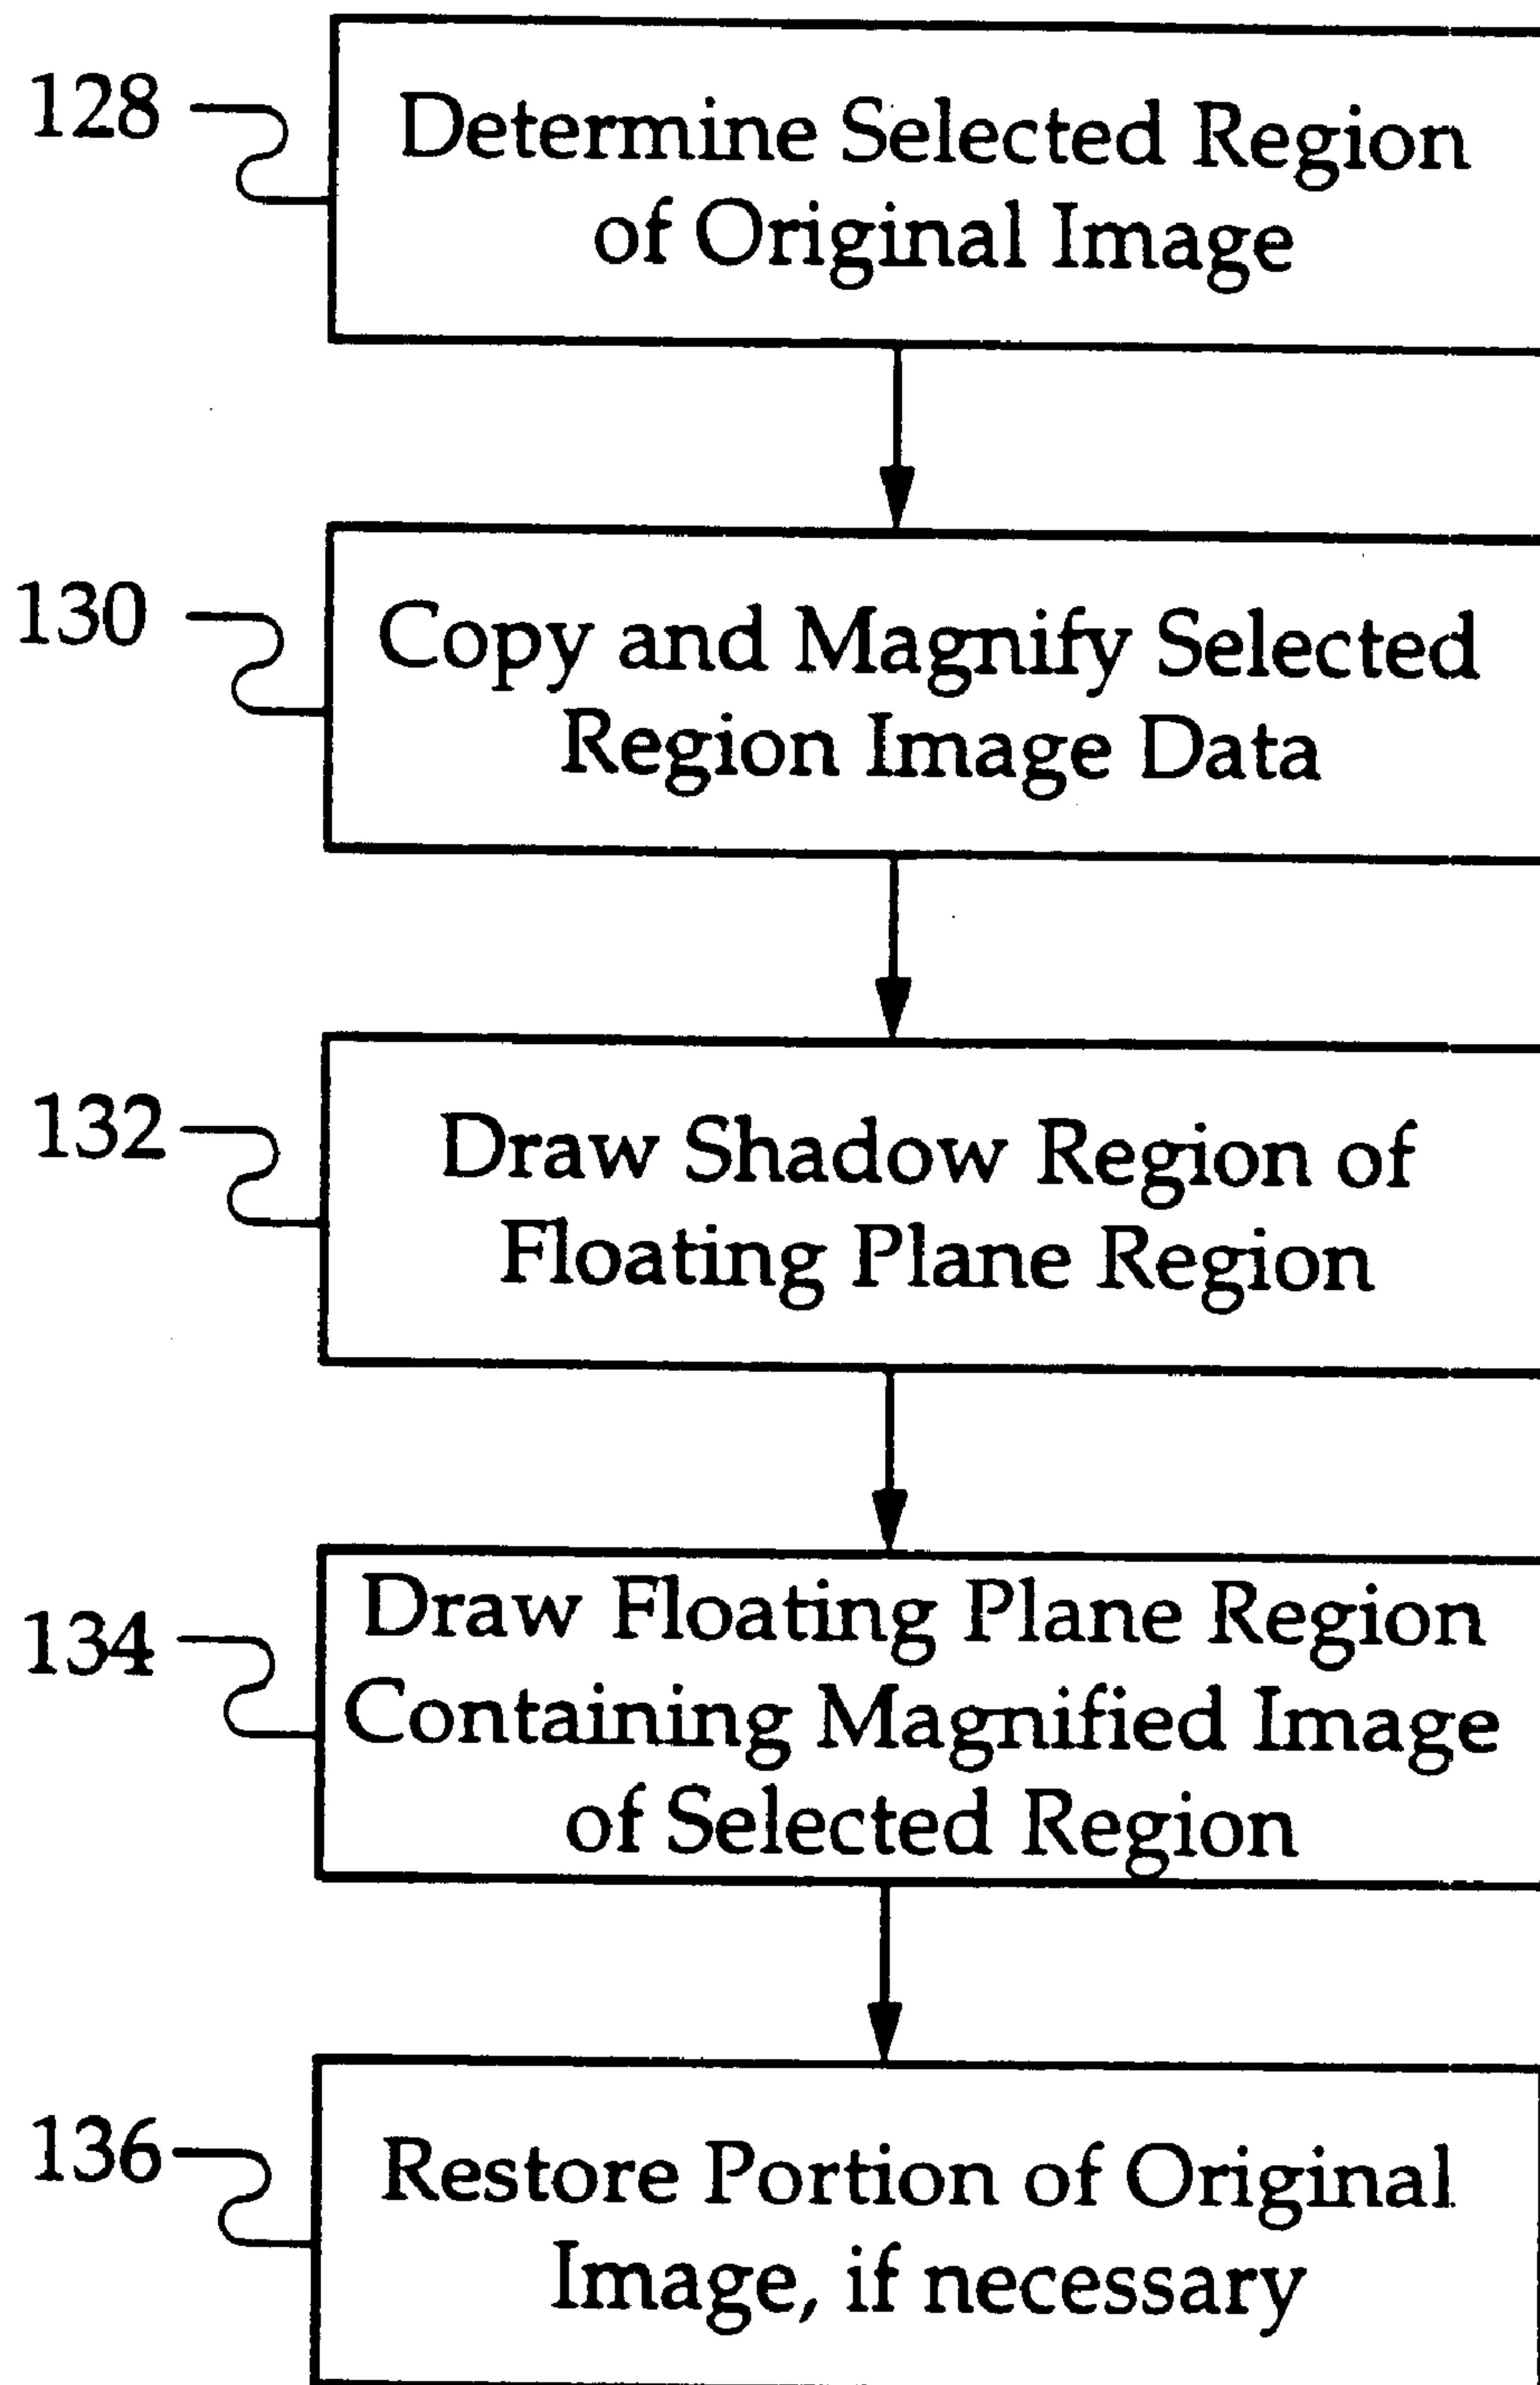 128
Determine Selected Region
of Original Image
130
Copy and Magnify Selected
Region Image Data
132
Draw Shadow Region of
Floating Plane Region
134
Draw Floating Plane Region
Containing Magnified Image
of Selected Region
136
Restore Portion of Original
Image, if necessary